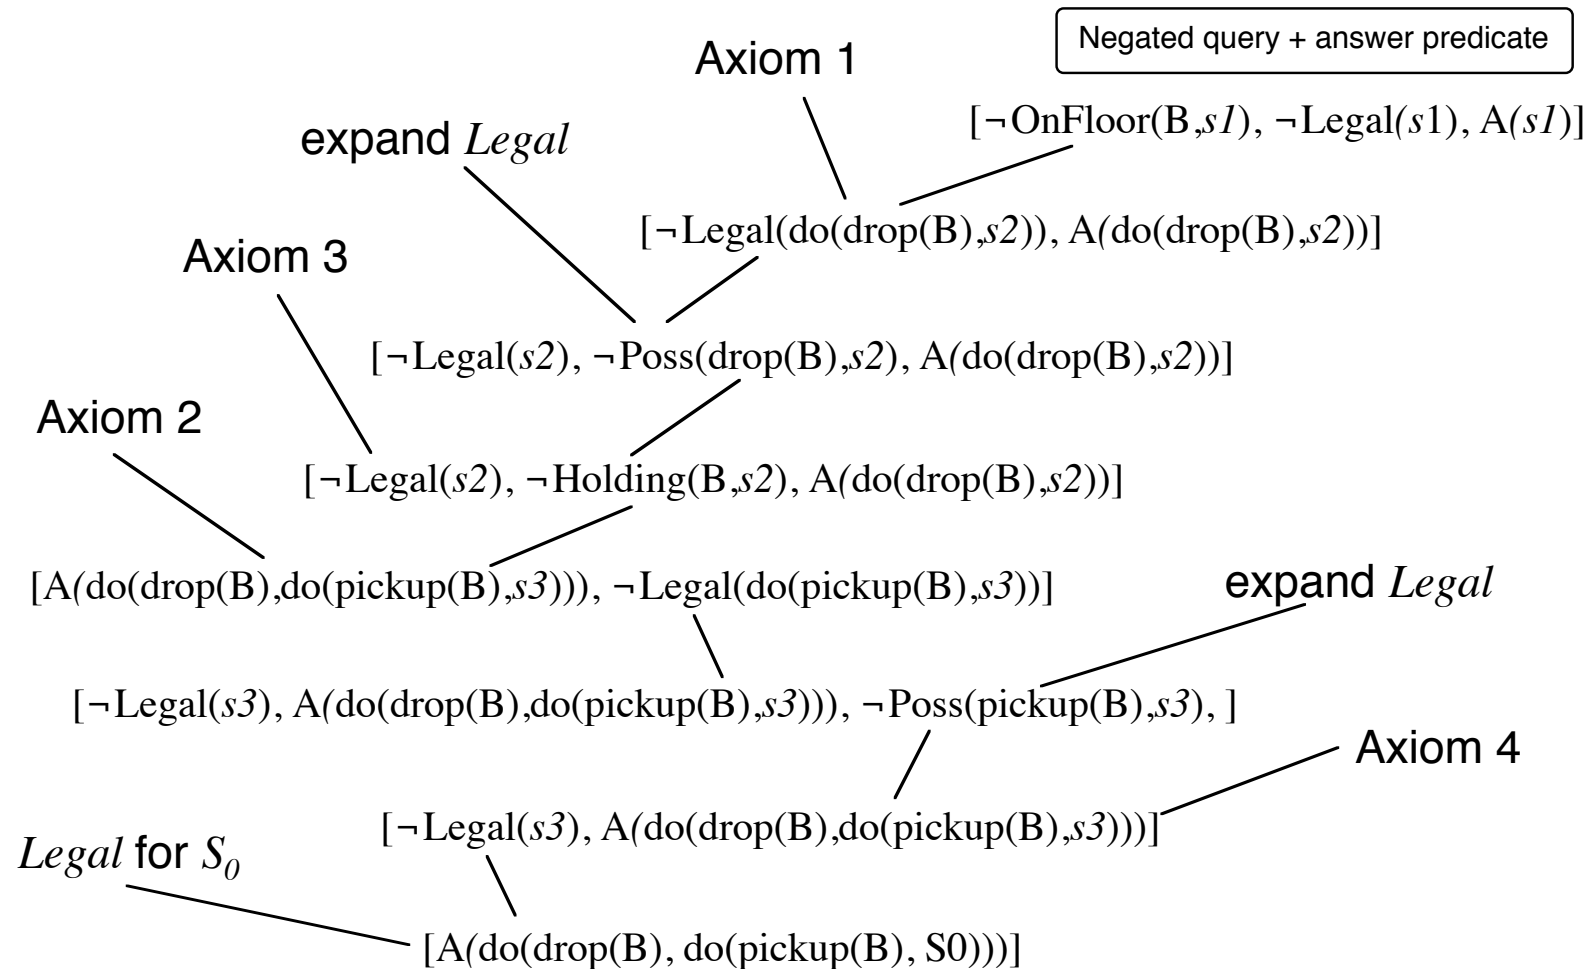 Negated query + answer predicate
Axiom 1
[¬OnFloor(B,s1), ¬Legal(s1), A(s1)]
expand Legal
[¬Legal(do(drop(B),s2)), A(do(drop(B),s2))]
Axiom 3
[¬Legal(s2), ¬Poss(drop(B),s2), A(do(drop(B),s2))]
Axiom 2
[¬Legal(s2), ¬Holding(B,s2), A(do(drop(B),s2))]
[A(do(drop(B),do(pickup(B),s3))), ¬Legal(do(pickup(B),s3))]
expand Legal
[¬Legal(s3), A(do(drop(B),do(pickup(B),s3))), ¬Poss(pickup(B),s3), ]
Axiom 4
[¬Legal(s3), A(do(drop(B),do(pickup(B),s3)))]
Legal for S0
[A(do(drop(B), do(pickup(B), S0)))]